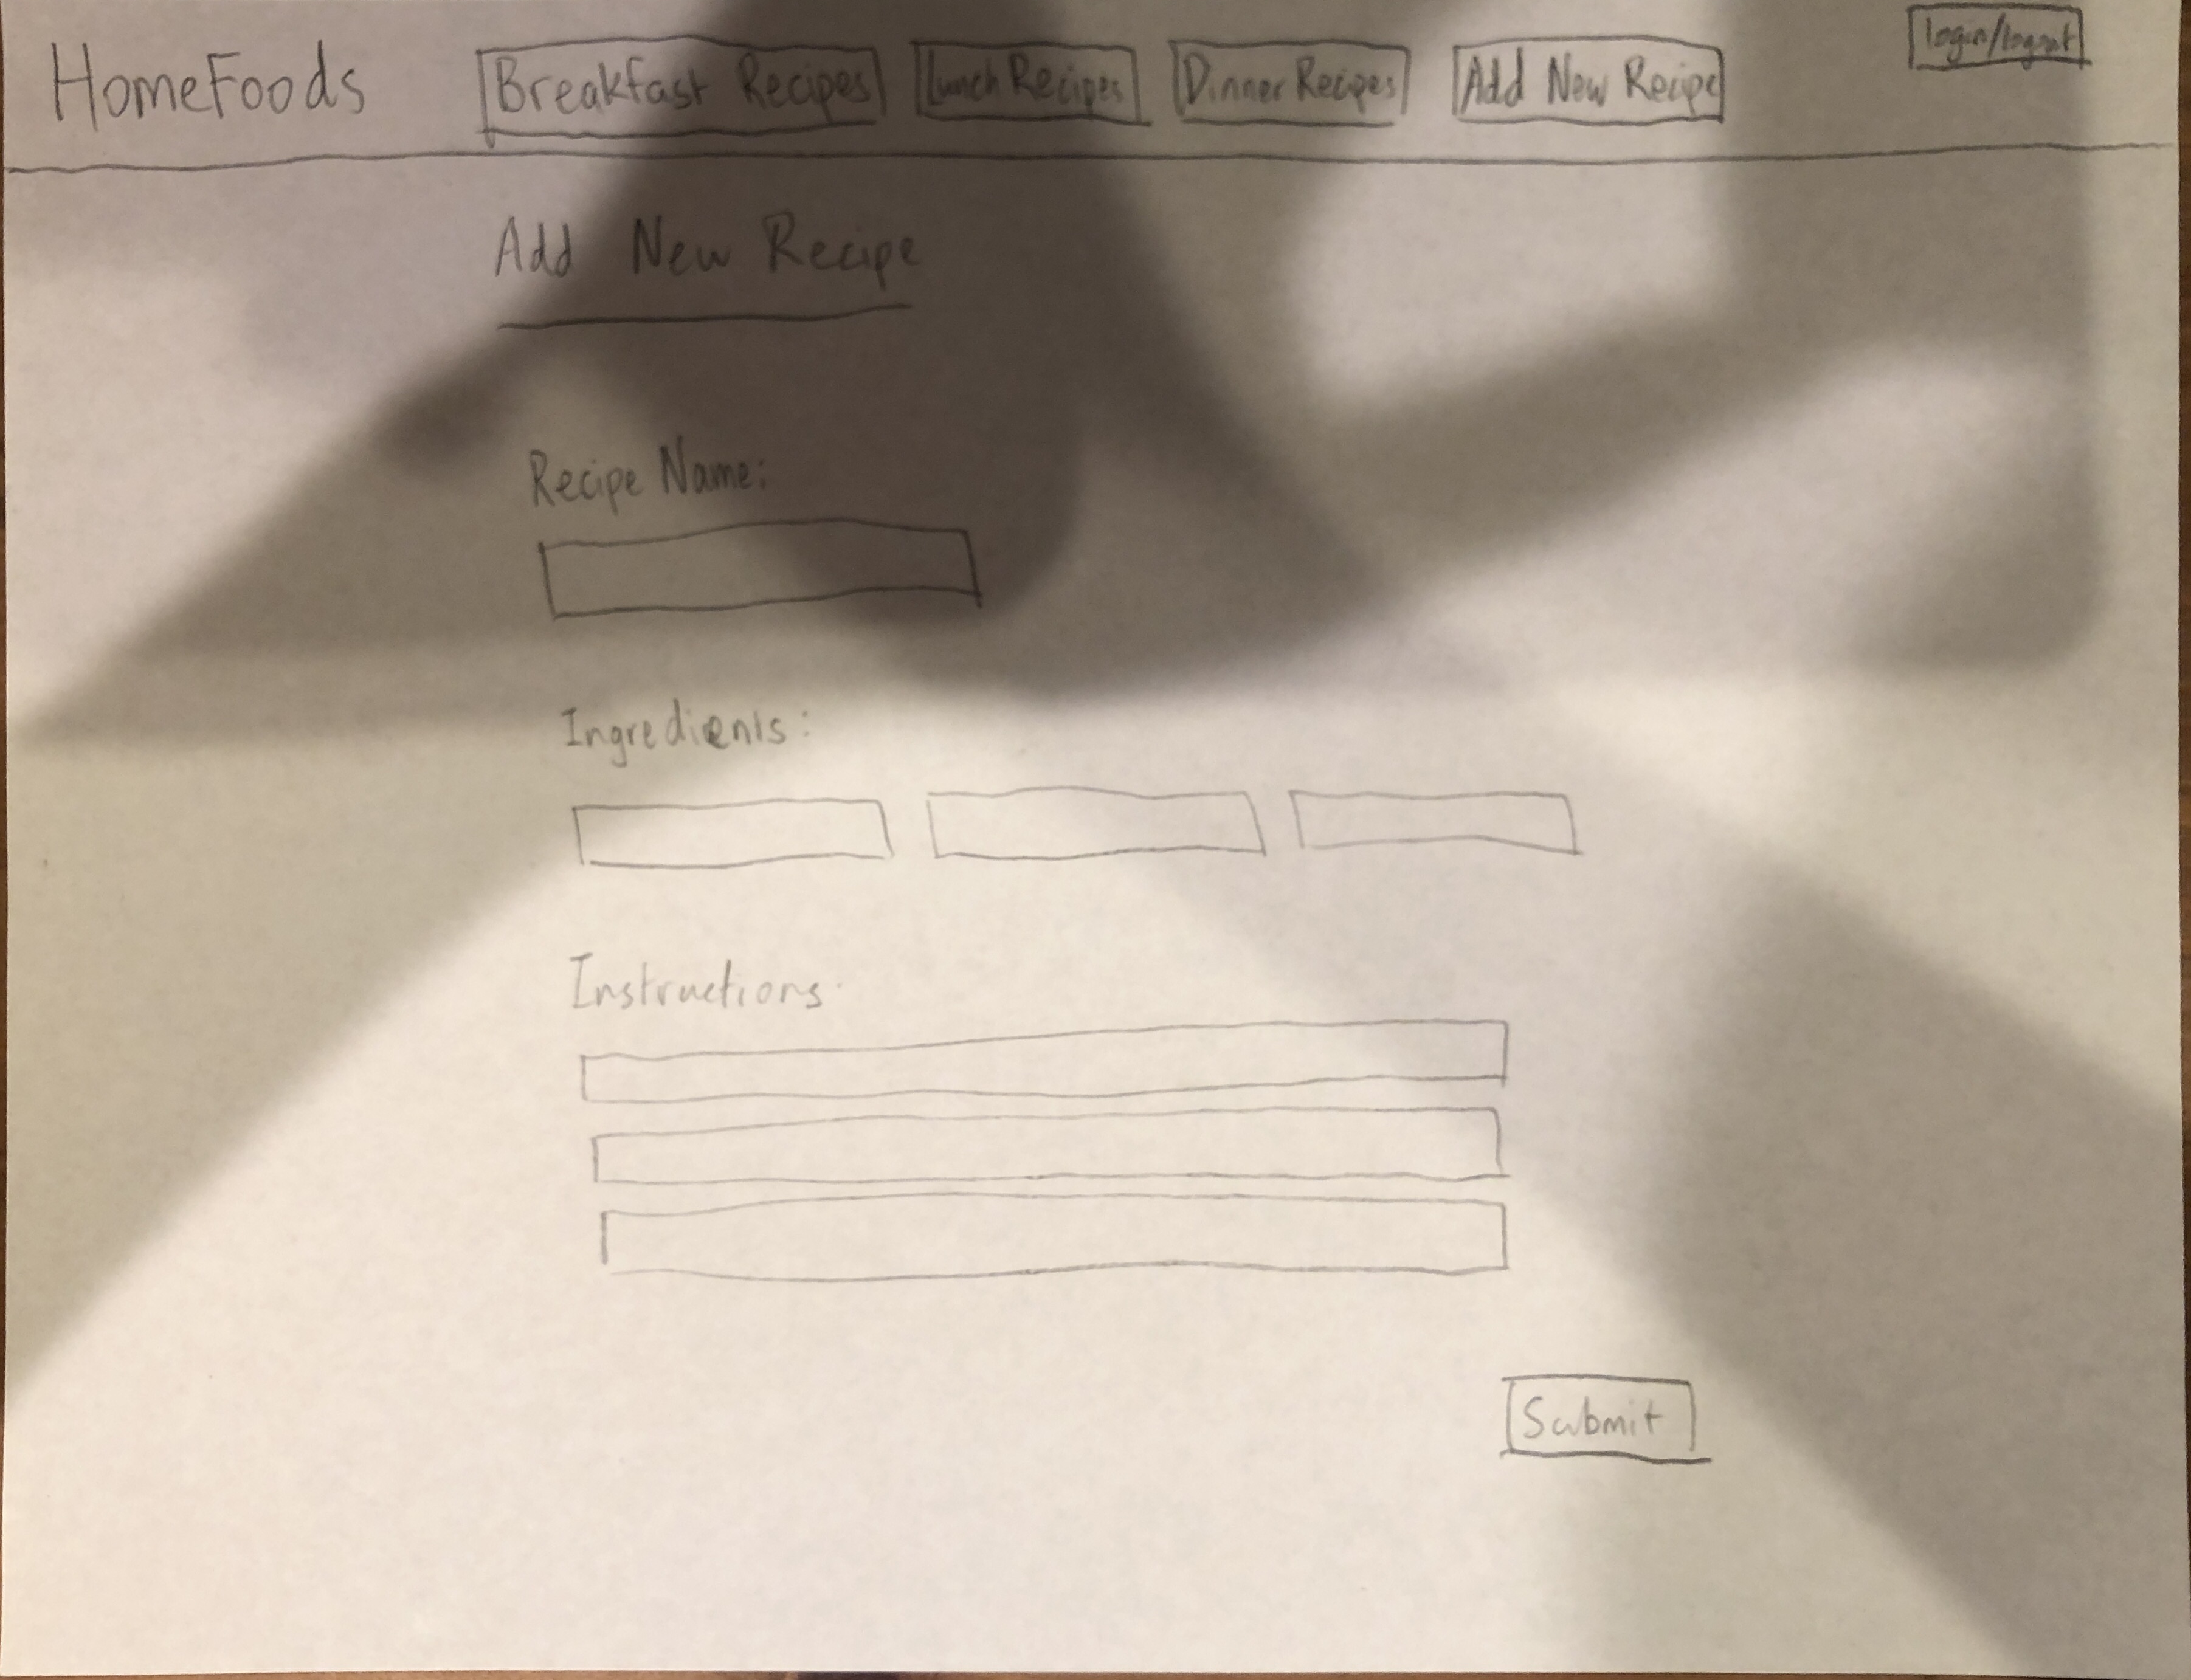 HomeFoods Breakfast Recipes Lunch Recipes Dinner Recipes Add New Recipe login/logout
Add New Recipe
Recipe Name:
Ingredients:
Instructions
Submit